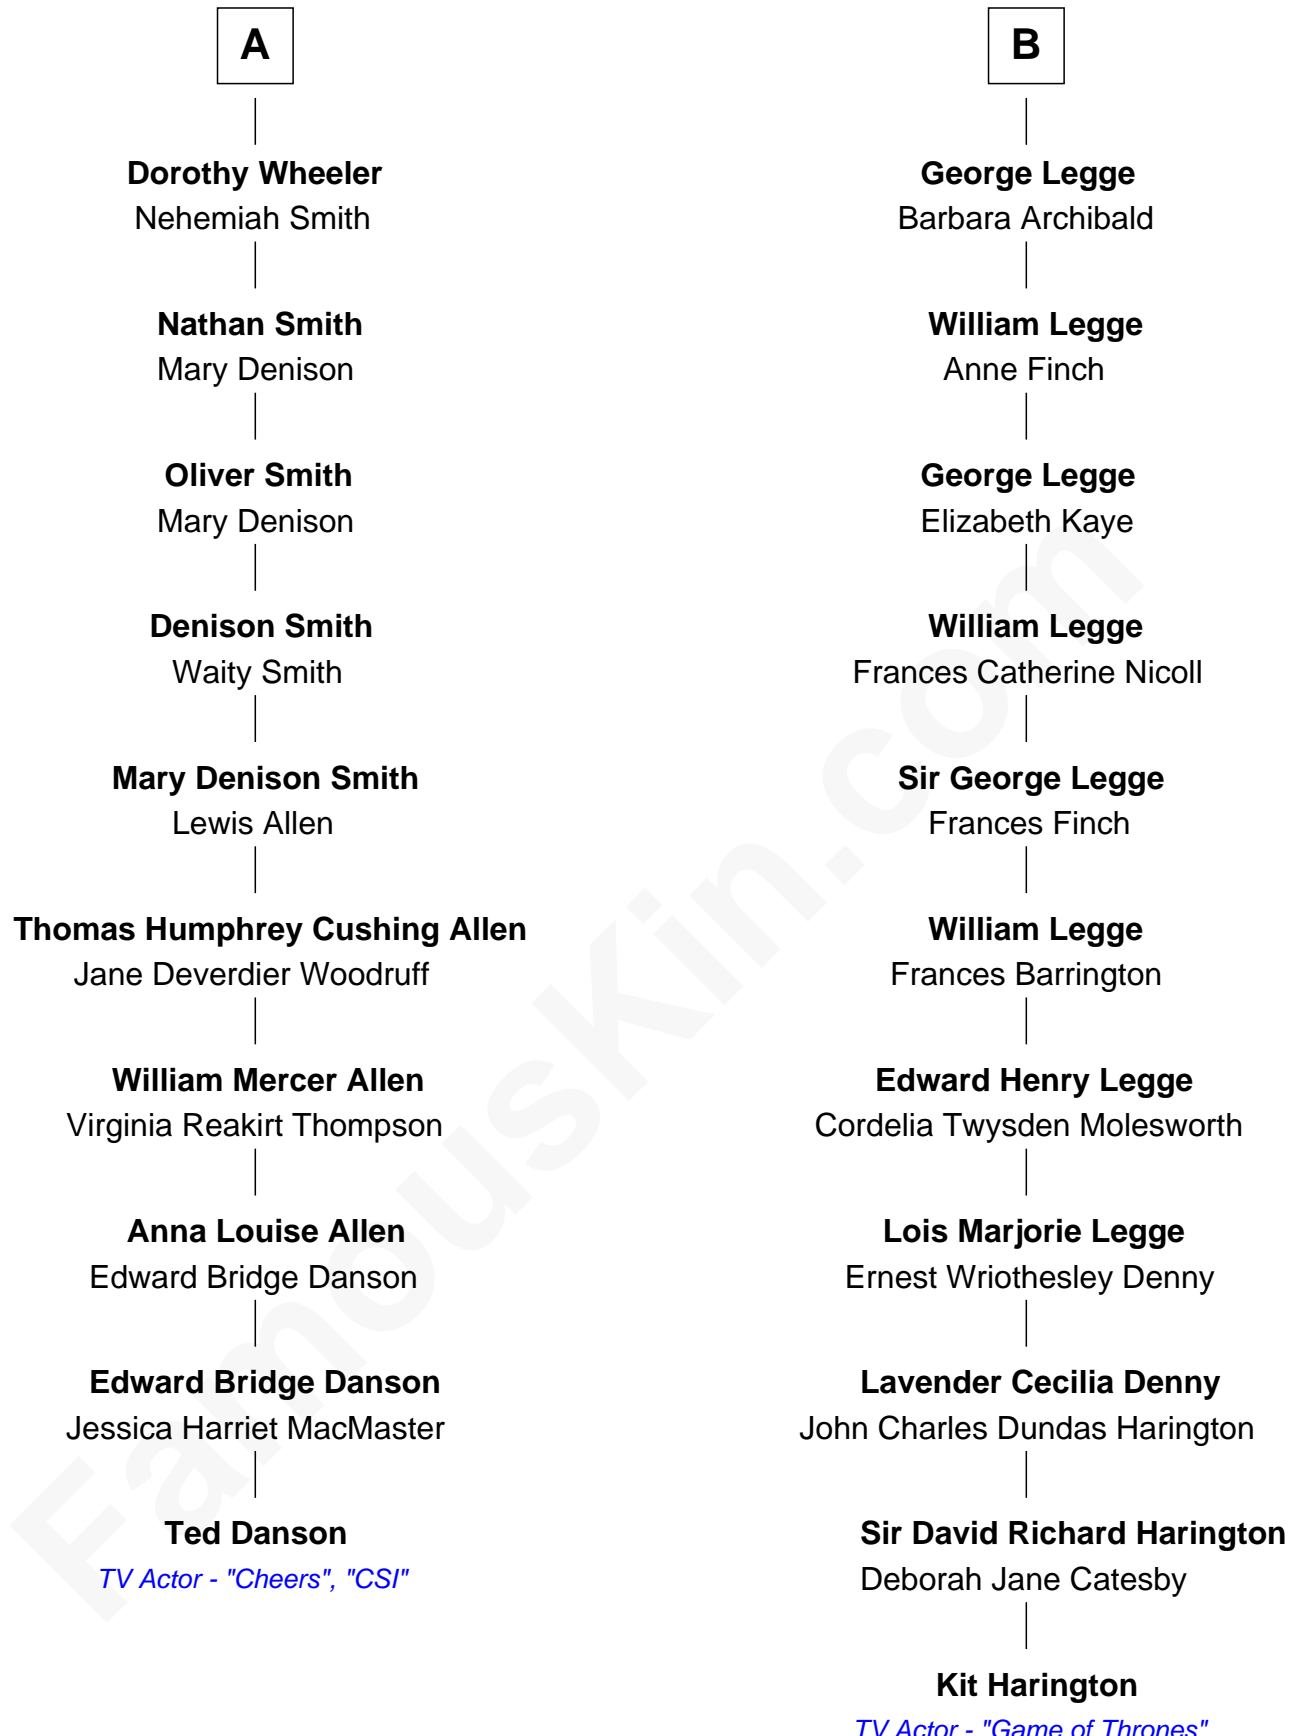 A
Dorothy Wheeler
Nehemiah Smith
Nathan Smith
Mary Denison
Oliver Smith
Mary Denison
Denison Smith
Waity Smith
Mary Denison Smith
Lewis Allen
Thomas Humphrey Cushing Allen
Jane Deverdier Woodruff
William Mercer Allen
Virginia Reakirt Thompson
Anna Louise Allen
Edward Bridge Danson
Edward Bridge Danson
Jessica Harriet MacMaster
Ted Danson
TV Actor - "Cheers", "CSI"
B
George Legge
Barbara Archibald
William Legge
Anne Finch
George Legge
Elizabeth Kaye
William Legge
Frances Catherine Nicoll
Sir George Legge
Frances Finch
William Legge
Frances Barrington
Edward Henry Legge
Cordelia Twysden Molesworth
Lois Marjorie Legge
Ernest Wriothesley Denny
Lavender Cecilia Denny
John Charles Dundas Harington
Sir David Richard Harington
Deborah Jane Catesby
Kit Harington
TV Actor - "Game of Thrones"
FamousKin.com